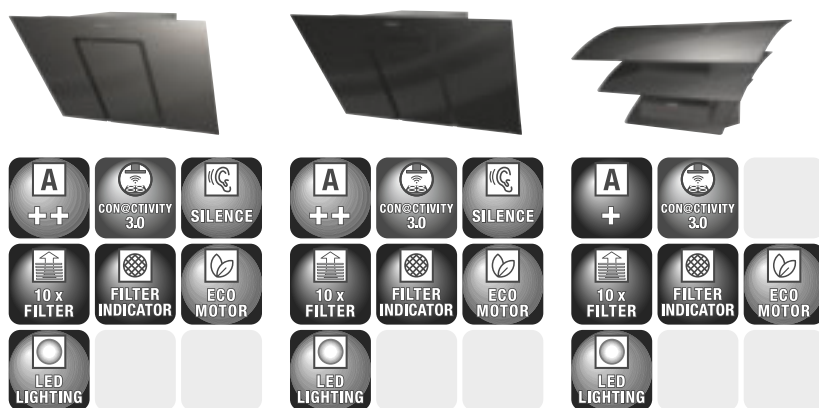 A
++
CON@CTIVITY
3.0
SILENCE
A
++
CON@CTIVITY
3.0
SILENCE
A
+
CON@CTIVITY
3.0
10 x
FILTER
FILTER
INDICATOR
ECO
MOTOR
10 x
FILTER
FILTER
INDICATOR
ECO
MOTOR
10 x
FILTER
FILTER
INDICATOR
ECO
MOTOR
LED
LIGHTING
LED
LIGHTING
LED
LIGHTING